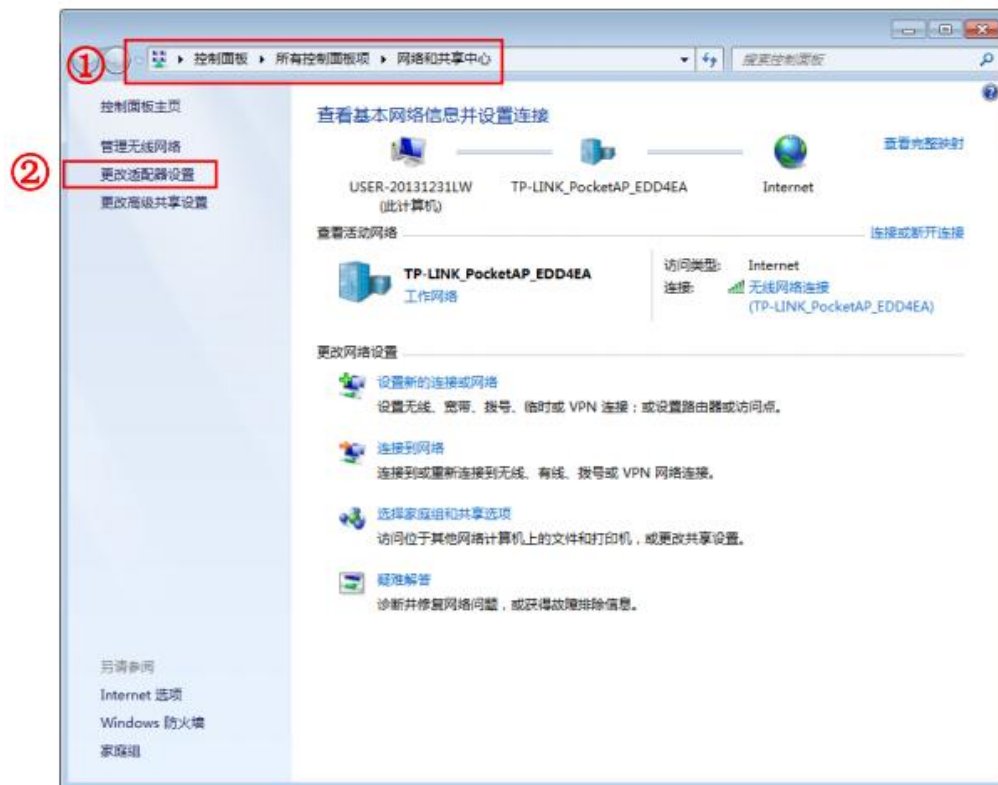 ① 控制面板 ▸ 所有控制面板项 ▸ 网络和共享中心
搜索控制面板
控制面板主页
管理无线网络
② 更改适配器设置
更改高级共享设置
查看基本网络信息并设置连接
查看完整映射
USER-20131231LW
(此计算机)
TP-LINK_PocketAP_EDD4EA
Internet
查看活动网络
连接或断开连接
TP-LINK_PocketAP_EDD4EA
工作网络
访问类型: Internet
连接: 无线网络连接
(TP-LINK_PocketAP_EDD4EA)
更改网络设置
设置新的连接或网络
设置无线、宽带、拨号、临时或 VPN 连接；或设置路由器或访问点。
连接到网络
连接到或重新连接到无线、有线、拨号或 VPN 网络连接。
选择家庭组和共享选项
访问位于其他网络计算机上的文件和打印机，或更改共享设置。
疑难解答
诊断并修复网络问题，或获得故障排除信息。
另请参阅
Internet 选项
Windows 防火墙
家庭组